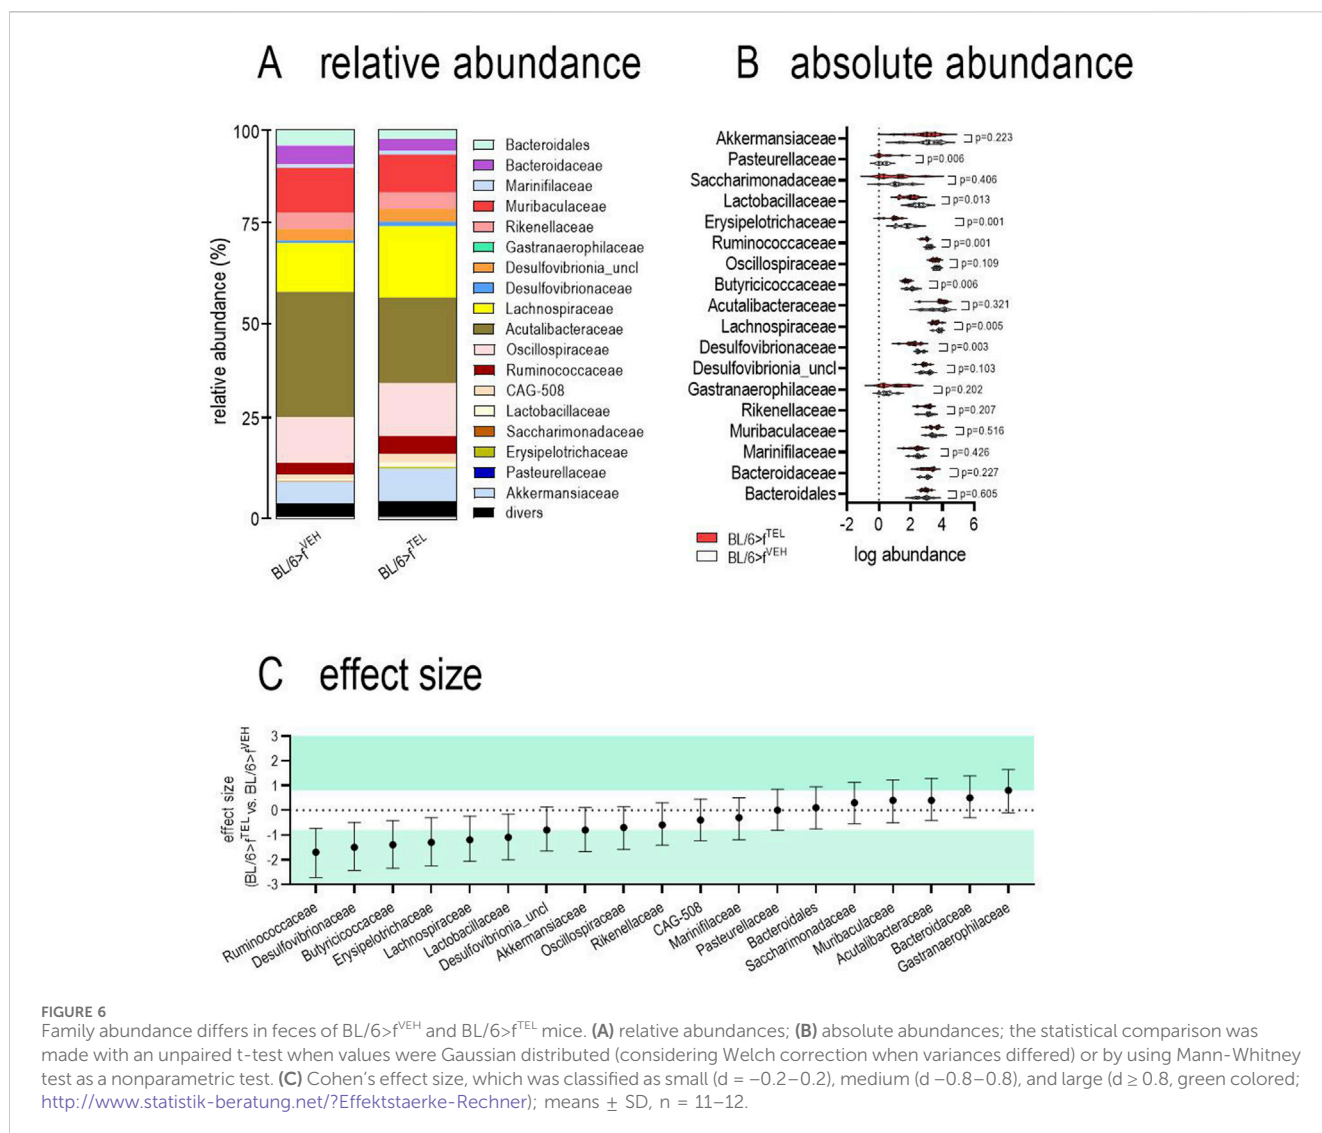 A relative abundance
relative abundance (%)
100
75
50
25
0
BL/6>fVEH
BL/6>fTEL
Bacteroidales
Bacteroidaceae
Marinifilaceae
Muribaculaceae
Rikenellaceae
Gastranaerophilaceae
Desulfovibrionia_uncl
Desulfovibrionaceae
Lachnospiraceae
Acutalibacteraceae
Oscillospiraceae
Ruminococcaceae
CAG-508
Lactobacillaceae
Saccharimonadaceae
Erysipelotrichaceae
Pasteurellaceae
Akkermansiaceae
divers
B absolute abundance
Akkermansiaceae p=0.223
Pasteurellaceae p=0.006
Saccharimonadaceae p=0.406
Lactobacillaceae p=0.013
Erysipelotrichaceae p=0.001
Ruminococcaceae p=0.001
Oscillospiraceae p=0.109
Butyricicoccaceae p=0.006
Acutalibacteraceae p=0.321
Lachnospiraceae p=0.005
Desulfovibrionaceae p=0.003
Desulfovibrionia_uncl p=0.103
Gastranaerophilaceae p=0.202
Rikenellaceae p=0.207
Muribaculaceae p=0.516
Marinifilaceae p=0.426
Bacteroidaceae p=0.227
Bacteroidales p=0.605
-2 0 2 4 6
log abundance
BL/6>fTEL
BL/6>fVEH
C effect size
effect size
(BL/6>fTEL vs. BL/6>fVEH
3
2
1
0
-1
-2
-3
Ruminococcaceae
Desulfovibrionaceae
Butyricoccaceae
Erysipelotrichaceae
Lachnospiraceae
Lactobacillaceae
Desulfovibrionia_uncl
Akkermansiaceae
Oscillospiraceae
Rikenellaceae
CAG-508
Marinifilaceae
Pasteurellaceae
Bacteroidales
Saccharimonadaceae
Muribaculaceae
Acutalibacteraceae
Bacteroidaceae
Gastranaerophilaceae
FIGURE 6
Family abundance differs in feces of BL/6>fVEH and BL/6>fTEL mice. (A) relative abundances; (B) absolute abundances; the statistical comparison was
made with an unpaired t-test when values were Gaussian distributed (considering Welch correction when variances differed) or by using Mann-Whitney
test as a nonparametric test. (C) Cohen's effect size, which was classified as small (d = −0.2–0.2), medium (d −0.8–0.8), and large (d ≥ 0.8, green colored;
http://www.statistik-beratung.net/?Effektstaerke-Rechner); means ± SD, n = 11–12.